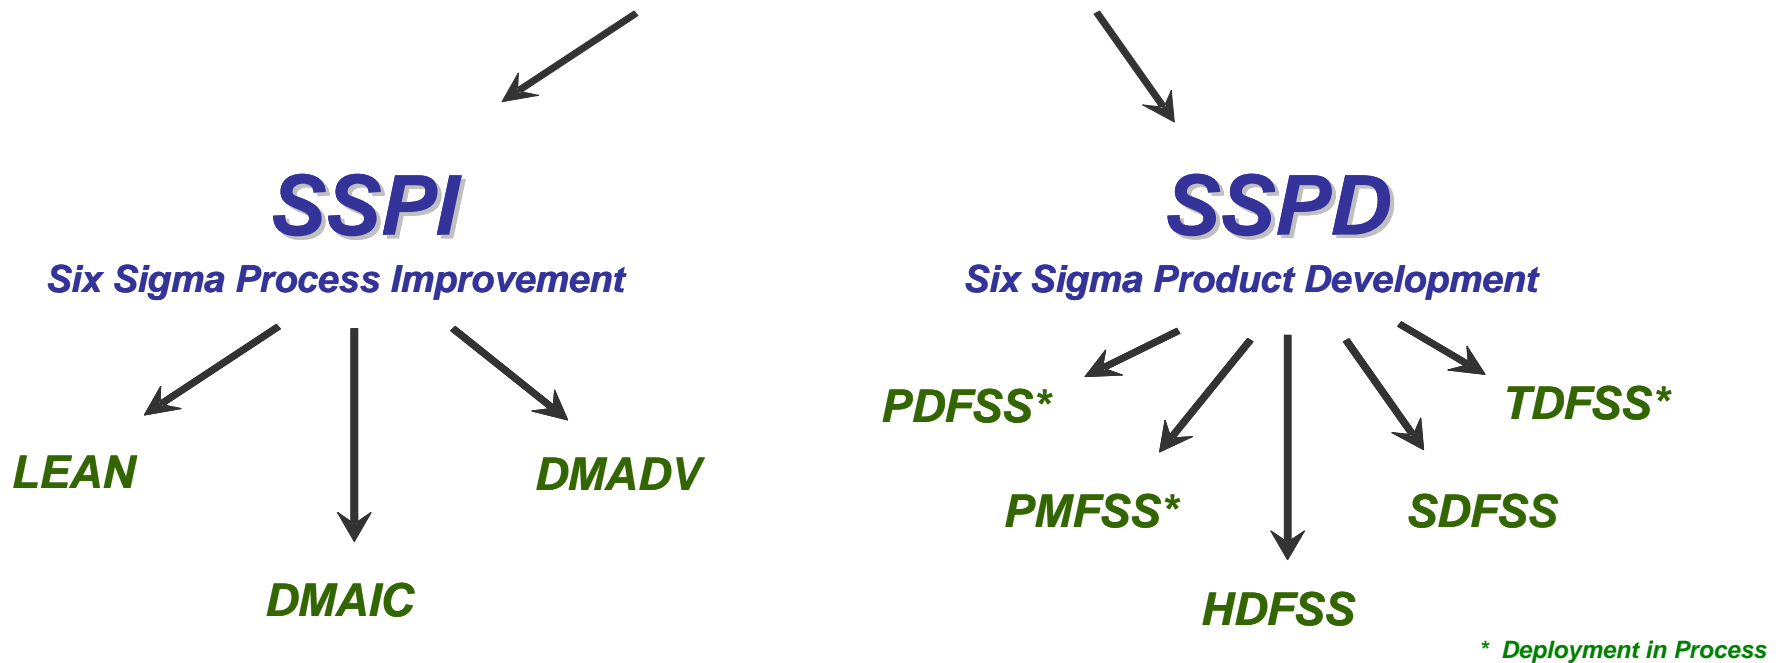 SSPI
Six Sigma Process Improvement
LEAN
DMAIC
DMADV
SSPD
Six Sigma Product Development
PDFSS*
PMFSS*
HDFSS
SDFSS
TDFSS*
* Deployment in Process